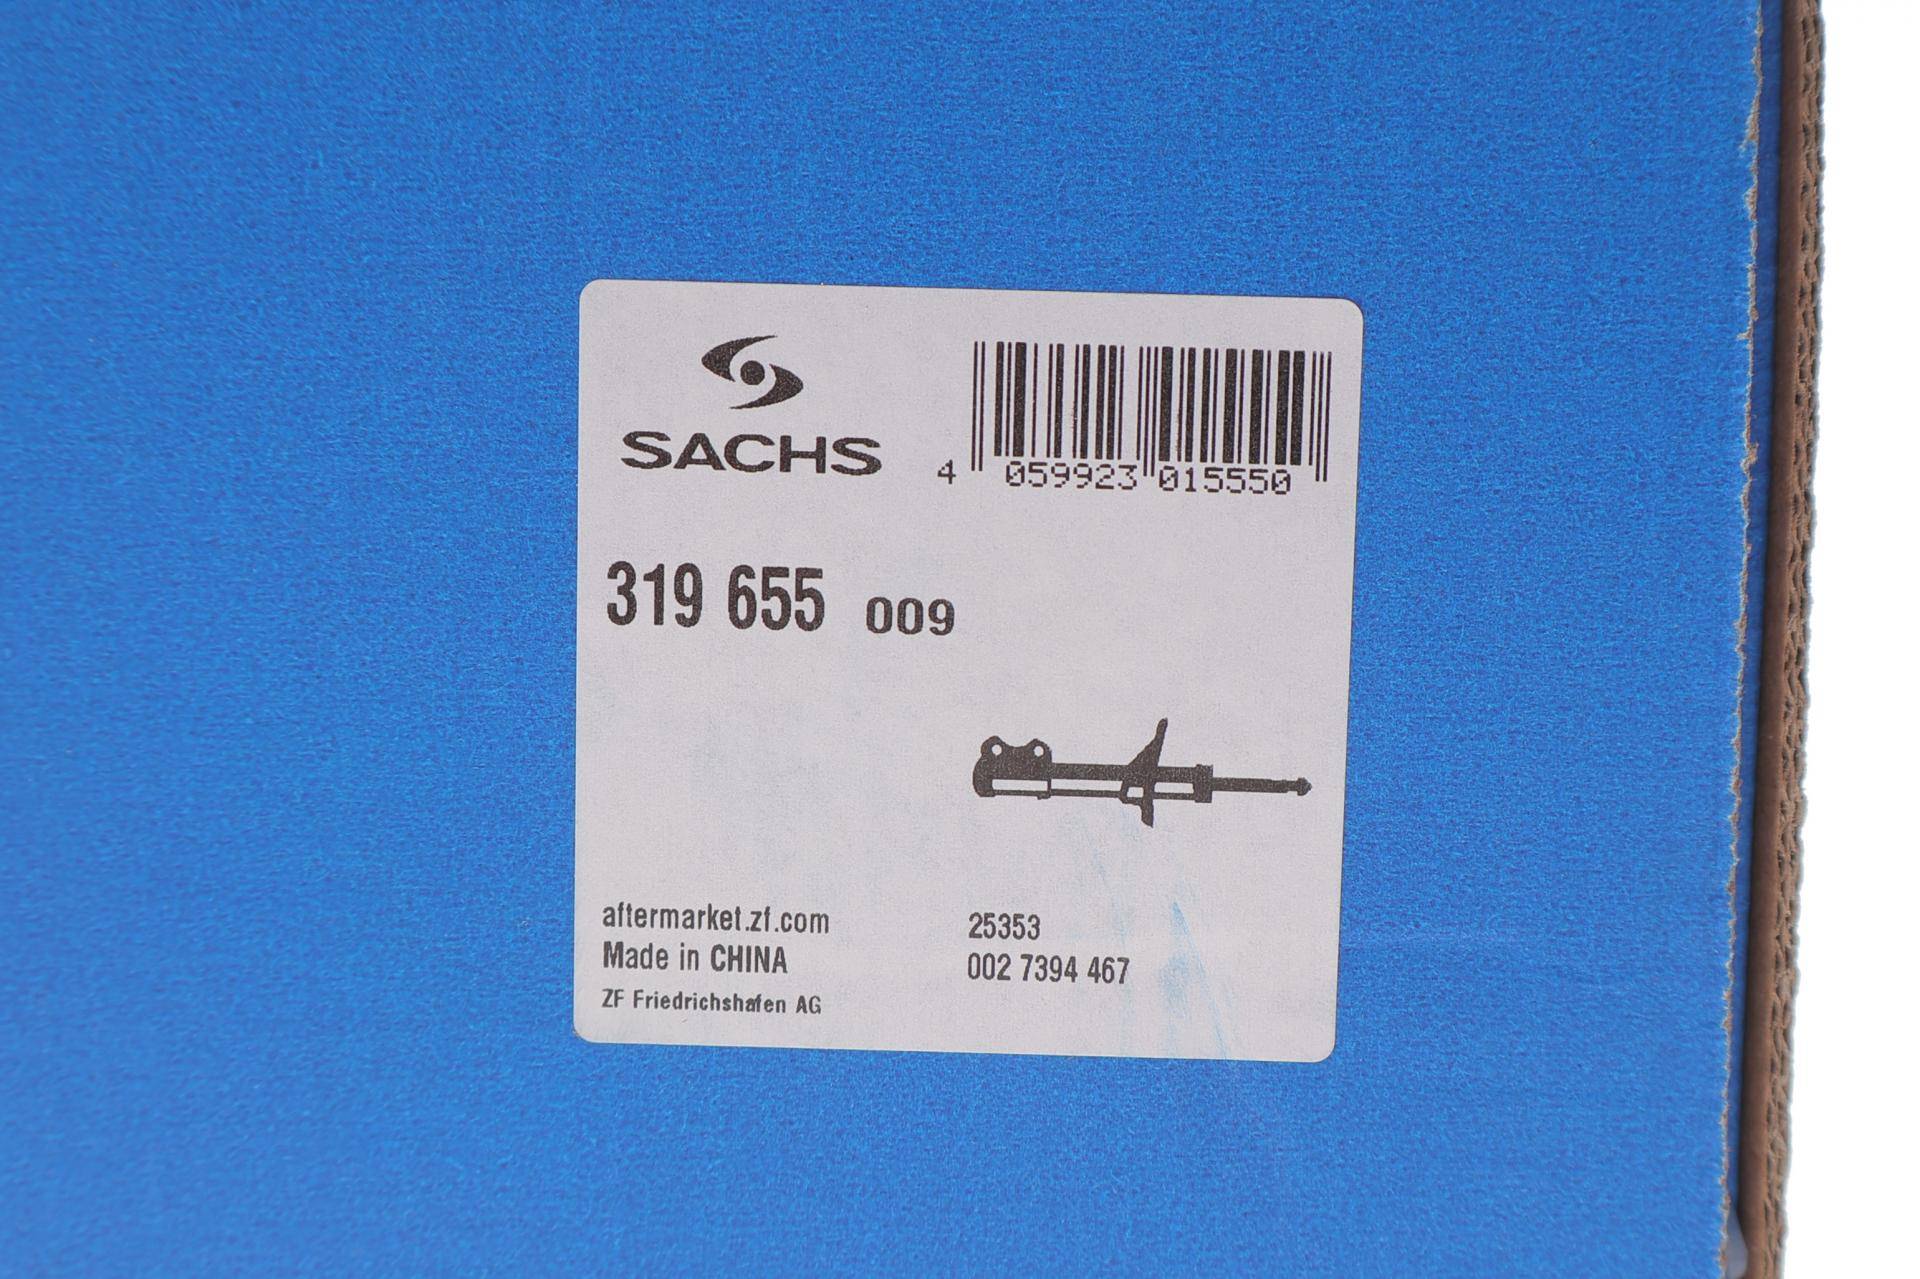 SACHS
4 059923 015550
319 655 009
aftermarket.zf.com
Made in CHINA
ZF Friedrichshafen AG
25353
002 7394 467